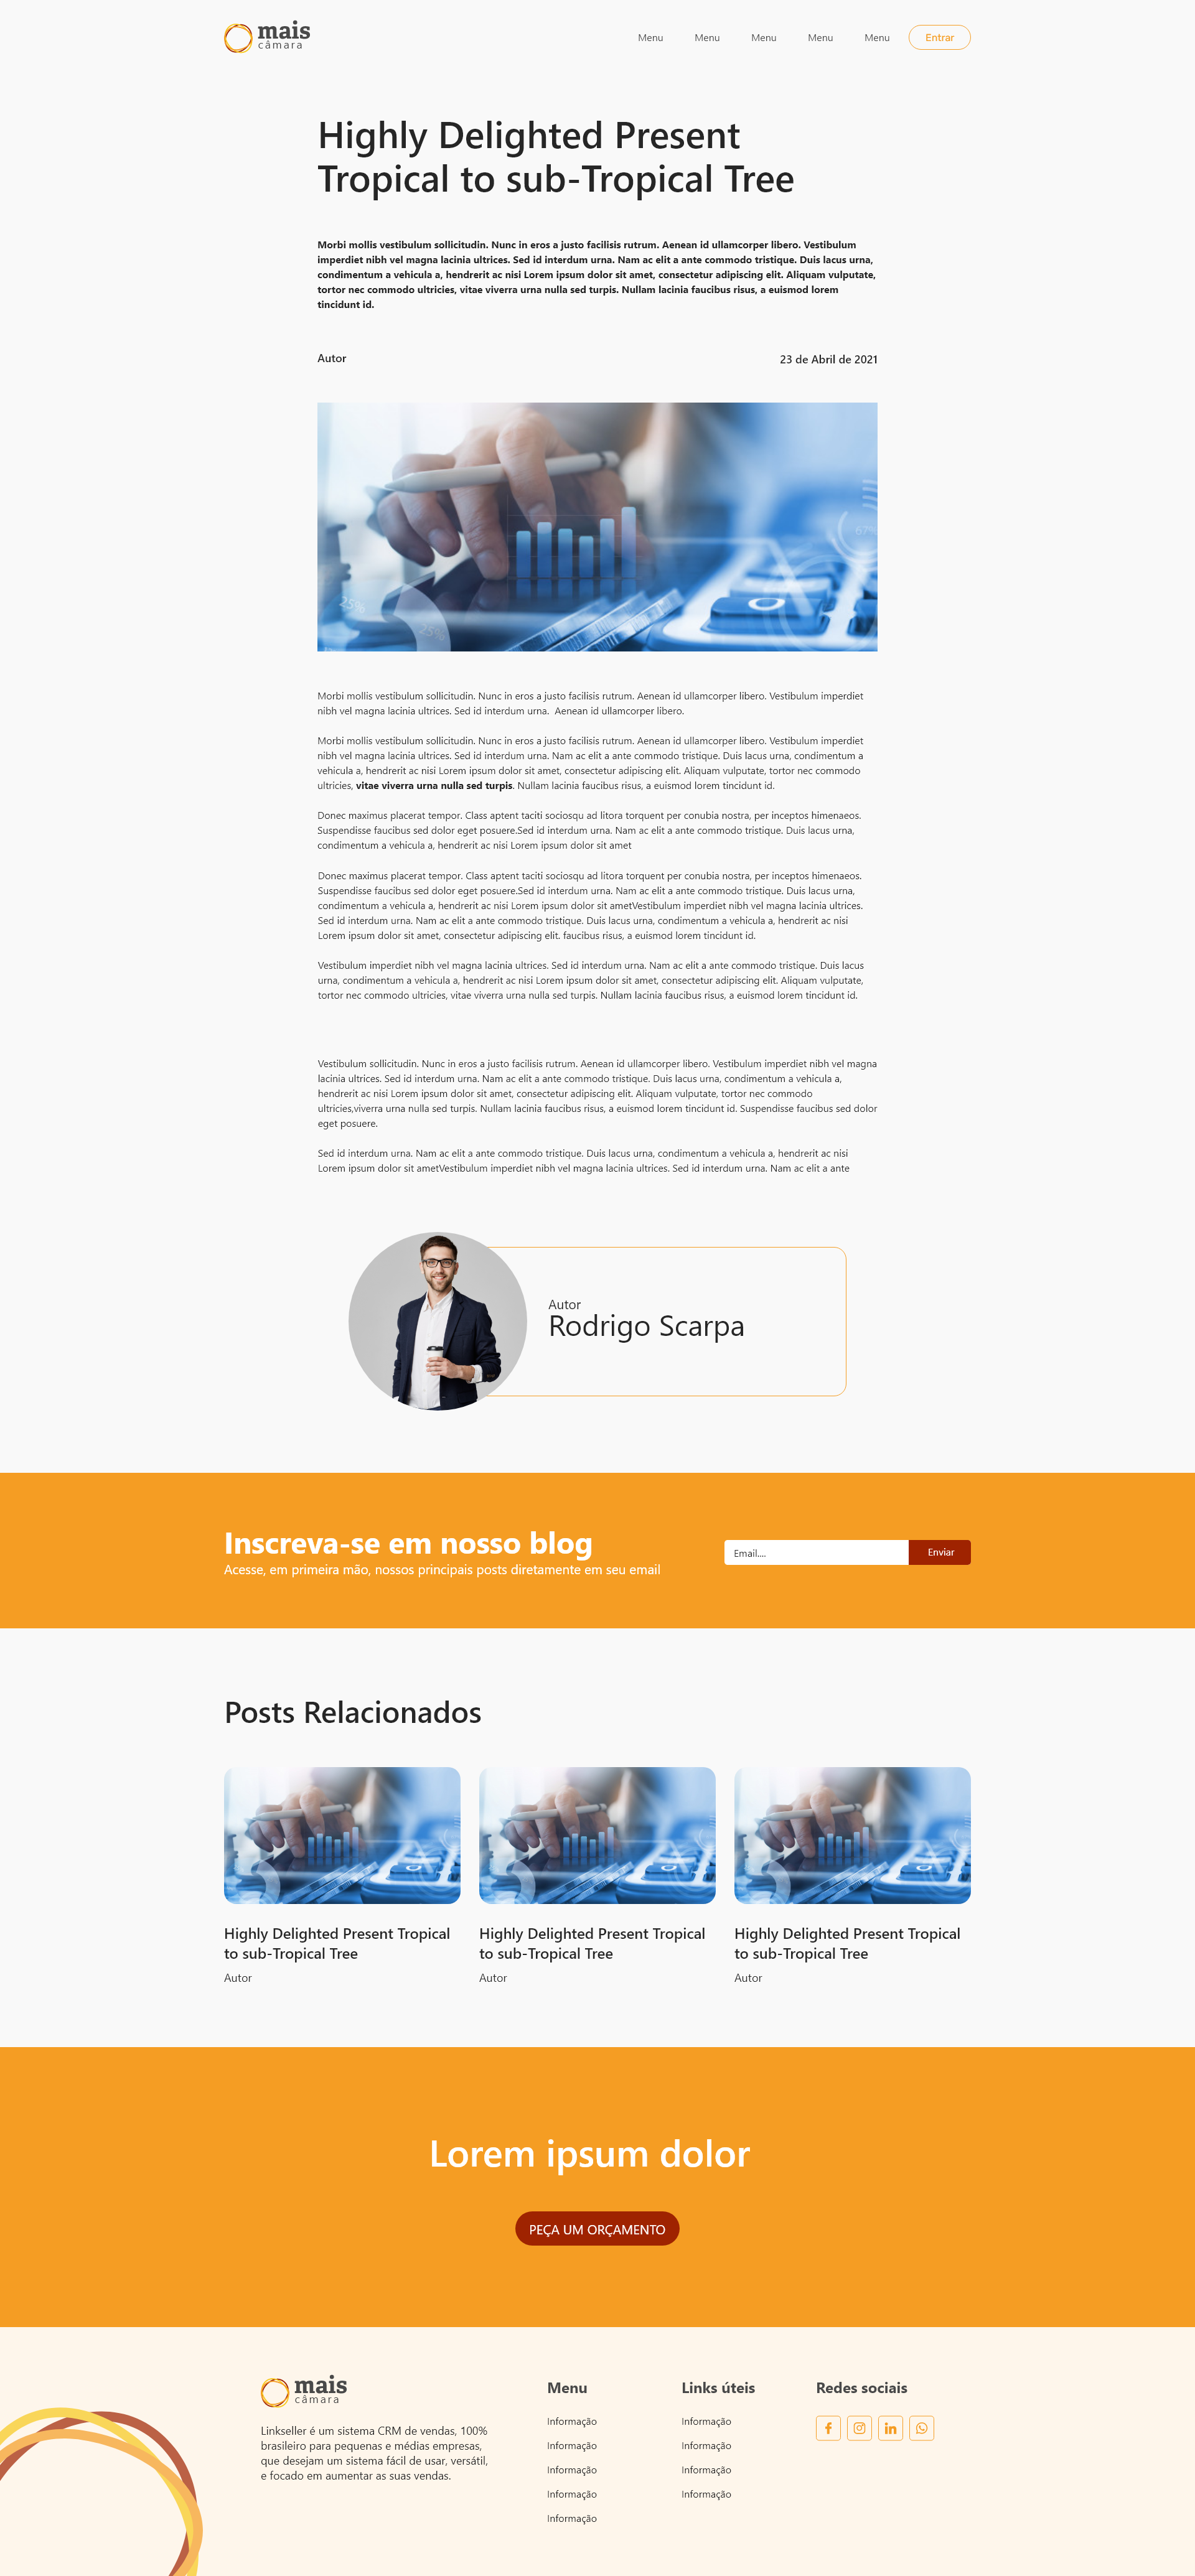 mais
câmara
Menu
Menu
Menu
Menu
Menu
Entrar
Highly Delighted Present
Tropical to sub-Tropical Tree
Morbi mollis vestibulum sollicitudin. Nunc in eros a justo facilisis rutrum. Aenean id ullamcorper libero. Vestibulum
imperdiet nibh vel magna lacinia ultrices. Sed id interdum urna. Nam ac elit a ante commodo tristique. Duis lacus urna,
condimentum a vehicula a, hendrerit ac nisi Lorem ipsum dolor sit amet, consectetur adipiscing elit. Aliquam vulputate,
tortor nec commodo ultricies, vitae viverra urna nulla sed turpis. Nullam lacinia faucibus risus, a euismod lorem
tincidunt id.
Autor
23 de Abril de 2021
67%
25%
25%
Morbi mollis vestibulum sollicitudin. Nunc in eros a justo facilisis rutrum. Aenean id ullamcorper libero. Vestibulum imperdiet
nibh vel magna lacinia ultrices. Sed id interdum urna.  Aenean id ullamcorper libero.
Morbi mollis vestibulum sollicitudin. Nunc in eros a justo facilisis rutrum. Aenean id ullamcorper libero. Vestibulum imperdiet
nibh vel magna lacinia ultrices. Sed id interdum urna. Nam ac elit a ante commodo tristique. Duis lacus urna, condimentum a
vehicula a, hendrerit ac nisi Lorem ipsum dolor sit amet, consectetur adipiscing elit. Aliquam vulputate, tortor nec commodo
ultricies, vitae viverra urna nulla sed turpis. Nullam lacinia faucibus risus, a euismod lorem tincidunt id.
Donec maximus placerat tempor. Class aptent taciti sociosqu ad litora torquent per conubia nostra, per inceptos himenaeos.
Suspendisse faucibus sed dolor eget posuere.Sed id interdum urna. Nam ac elit a ante commodo tristique. Duis lacus urna,
condimentum a vehicula a, hendrerit ac nisi Lorem ipsum dolor sit amet
Donec maximus placerat tempor. Class aptent taciti sociosqu ad litora torquent per conubia nostra, per inceptos himenaeos.
Suspendisse faucibus sed dolor eget posuere.Sed id interdum urna. Nam ac elit a ante commodo tristique. Duis lacus urna,
condimentum a vehicula a, hendrerit ac nisi Lorem ipsum dolor sit ametVestibulum imperdiet nibh vel magna lacinia ultrices.
Sed id interdum urna. Nam ac elit a ante commodo tristique. Duis lacus urna, condimentum a vehicula a, hendrerit ac nisi
Lorem ipsum dolor sit amet, consectetur adipiscing elit. faucibus risus, a euismod lorem tincidunt id.
Vestibulum imperdiet nibh vel magna lacinia ultrices. Sed id interdum urna. Nam ac elit a ante commodo tristique. Duis lacus
urna, condimentum a vehicula a, hendrerit ac nisi Lorem ipsum dolor sit amet, consectetur adipiscing elit. Aliquam vulputate,
tortor nec commodo ultricies, vitae viverra urna nulla sed turpis. Nullam lacinia faucibus risus, a euismod lorem tincidunt id.
Vestibulum sollicitudin. Nunc in eros a justo facilisis rutrum. Aenean id ullamcorper libero. Vestibulum imperdiet nibh vel magna
lacinia ultrices. Sed id interdum urna. Nam ac elit a ante commodo tristique. Duis lacus urna, condimentum a vehicula a,
hendrerit ac nisi Lorem ipsum dolor sit amet, consectetur adipiscing elit. Aliquam vulputate, tortor nec commodo
ultricies,viverra urna nulla sed turpis. Nullam lacinia faucibus risus, a euismod lorem tincidunt id. Suspendisse faucibus sed dolor
eget posuere.
Sed id interdum urna. Nam ac elit a ante commodo tristique. Duis lacus urna, condimentum a vehicula a, hendrerit ac nisi
Lorem ipsum dolor sit ametVestibulum imperdiet nibh vel magna lacinia ultrices. Sed id interdum urna. Nam ac elit a ante
Autor
Rodrigo Scarpa
Inscreva-se em nosso blog
Acesse, em primeira mão, nossos principais posts diretamente em seu email
Email....
Enviar
Posts Relacionados
Highly Delighted Present Tropical
to sub-Tropical Tree
Autor
Highly Delighted Present Tropical
to sub-Tropical Tree
Autor
Highly Delighted Present Tropical
to sub-Tropical Tree
Autor
Lorem ipsum dolor
PEÇA UM ORÇAMENTO
mais
câmara
Linkseller é um sistema CRM de vendas, 100%
brasileiro para pequenas e médias empresas,
que desejam um sistema fácil de usar, versátil,
e focado em aumentar as suas vendas.
Menu
Informação
Informação
Informação
Informação
Informação
Links úteis
Informação
Informação
Informação
Informação
Redes sociais